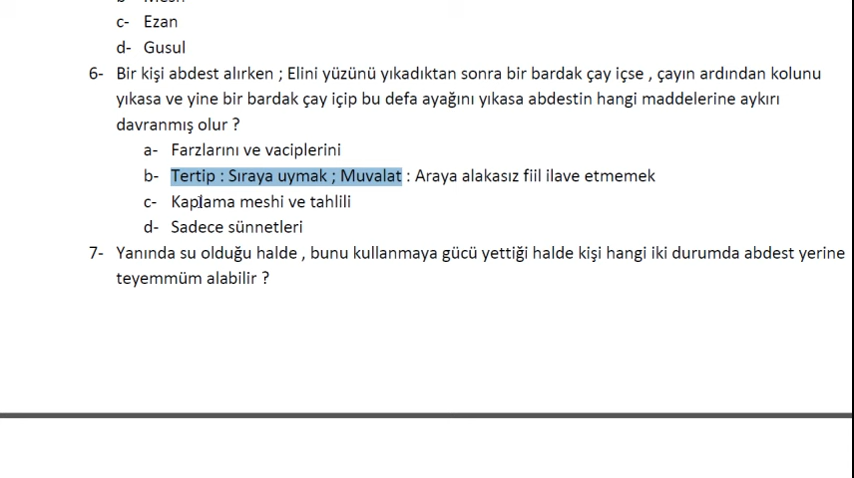 b- Mesh
c- Ezan
d- Gusul
6- Bir kişi abdest alırken ; Elini yüzünü yıkadıktan sonra bir bardak çay içse , çayın ardından kolunu
yıkasa ve yine bir bardak çay içip bu defa ayağını yıkasa abdestin hangi maddelerine aykırı
davranmış olur ?
a- Farzlarını ve vaciplerini
b- Tertip : Sıraya uymak ; Muvalat : Araya alakasız fiil ilave etmemek
c- Kaplama meshi ve tahlili
d- Sadece sünnetleri
7- Yanında su olduğu halde , bunu kullanmaya gücü yettiği halde kişi hangi iki durumda abdest yerine
teyemmüm alabilir ?